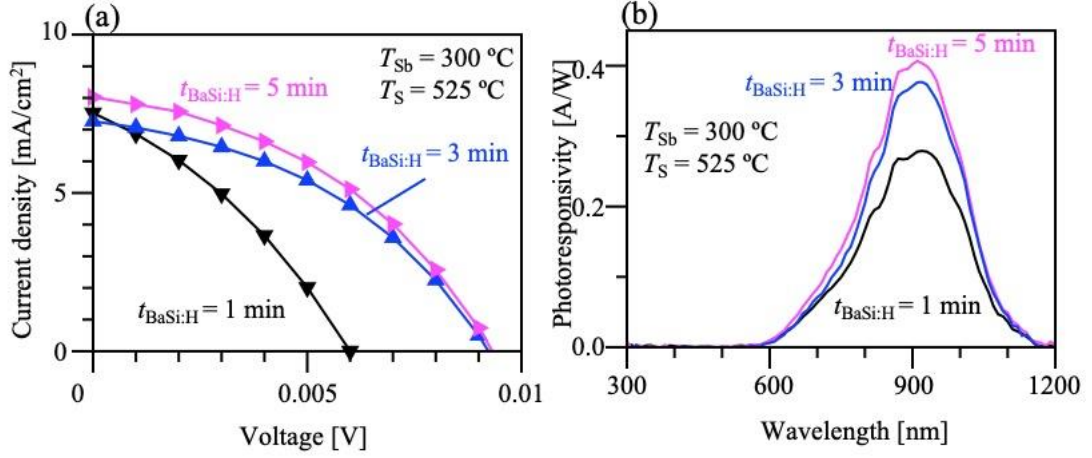 (a)
10
5
0
Current density [mA/cm²]
T_Sb = 300 ºC
T_S = 525 ºC
t_BaSi:H = 5 min
t_BaSi:H = 3 min
t_BaSi:H = 1 min
0
0.005
0.01
Voltage [V]
(b)
0.4
0.2
0.0
Photoresponsivity [A/W]
t_BaSi:H = 5 min
t_BaSi:H = 3 min
T_Sb = 300 ºC
T_S = 525 ºC
t_BaSi:H = 1 min
300
600
900
1200
Wavelength [nm]